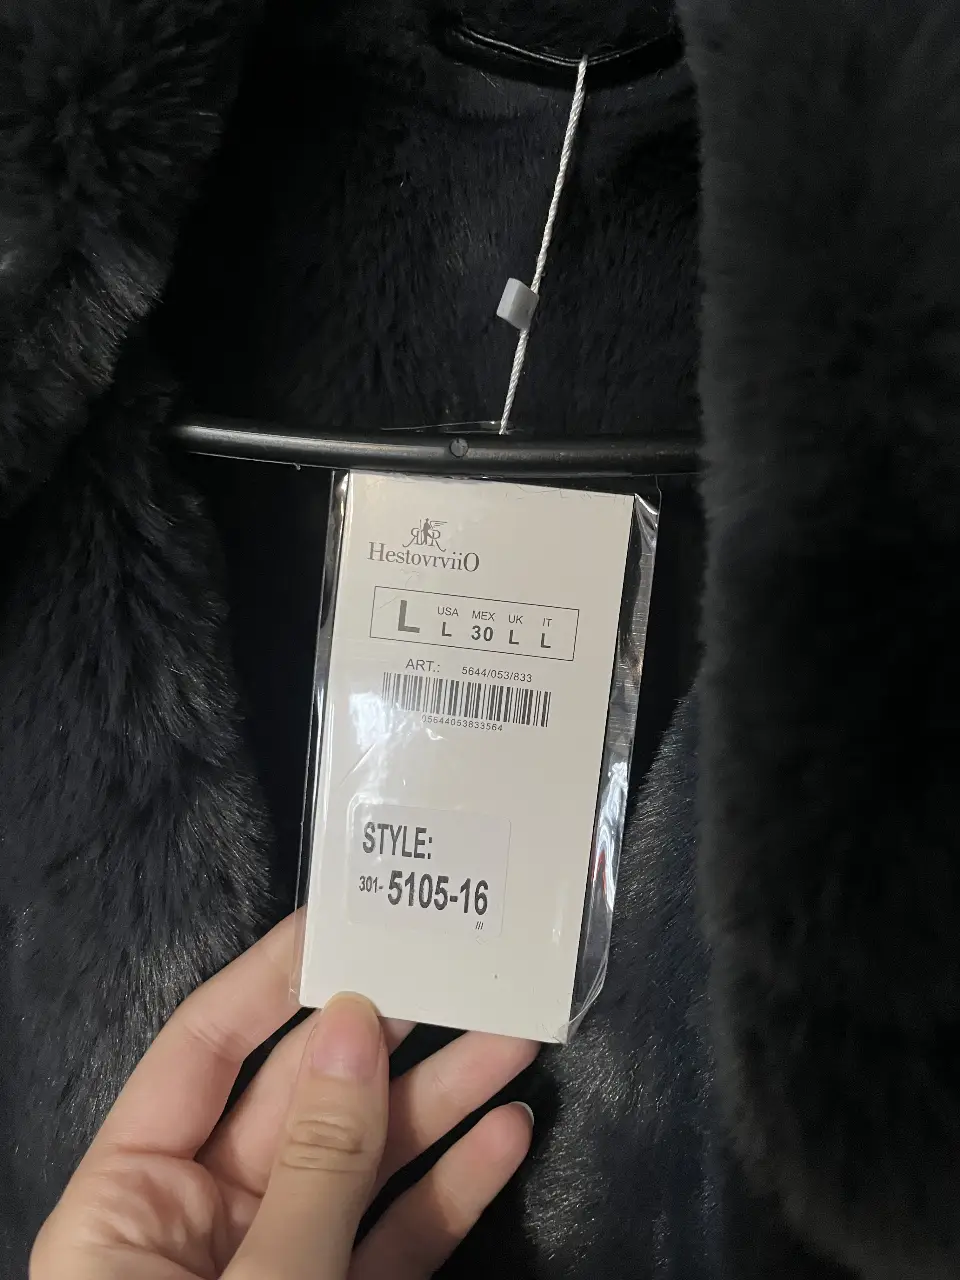 HestovrviiO
L USA MEX UK IT
L 30 L L
ART.: 5644/053/833
05644053833564
STYLE:
301-5105-16